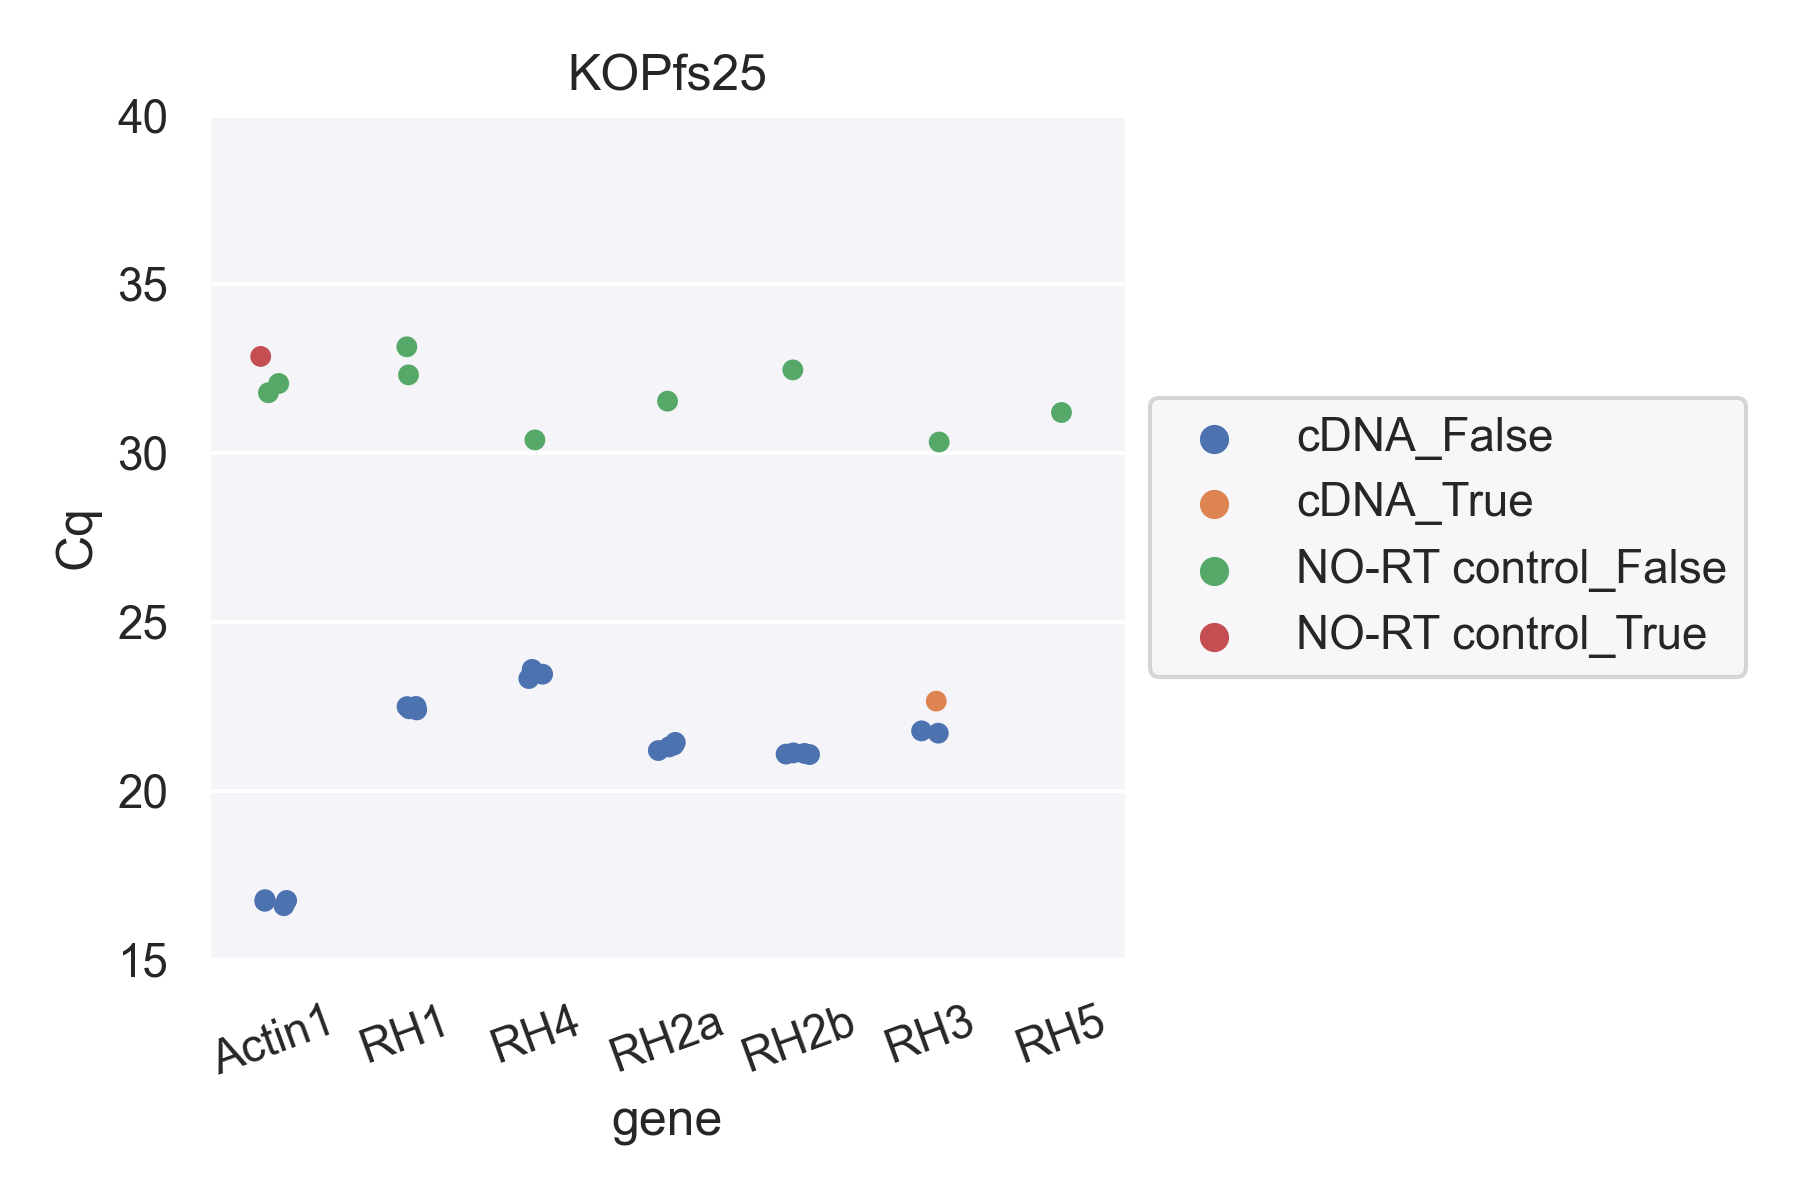 KOPfs25
40
35
30
25
20
15
Cq
Actin1
RH1
RH4
RH2a
RH2b
RH3
RH5
gene
cDNA_False
cDNA_True
NO-RT control_False
NO-RT control_True